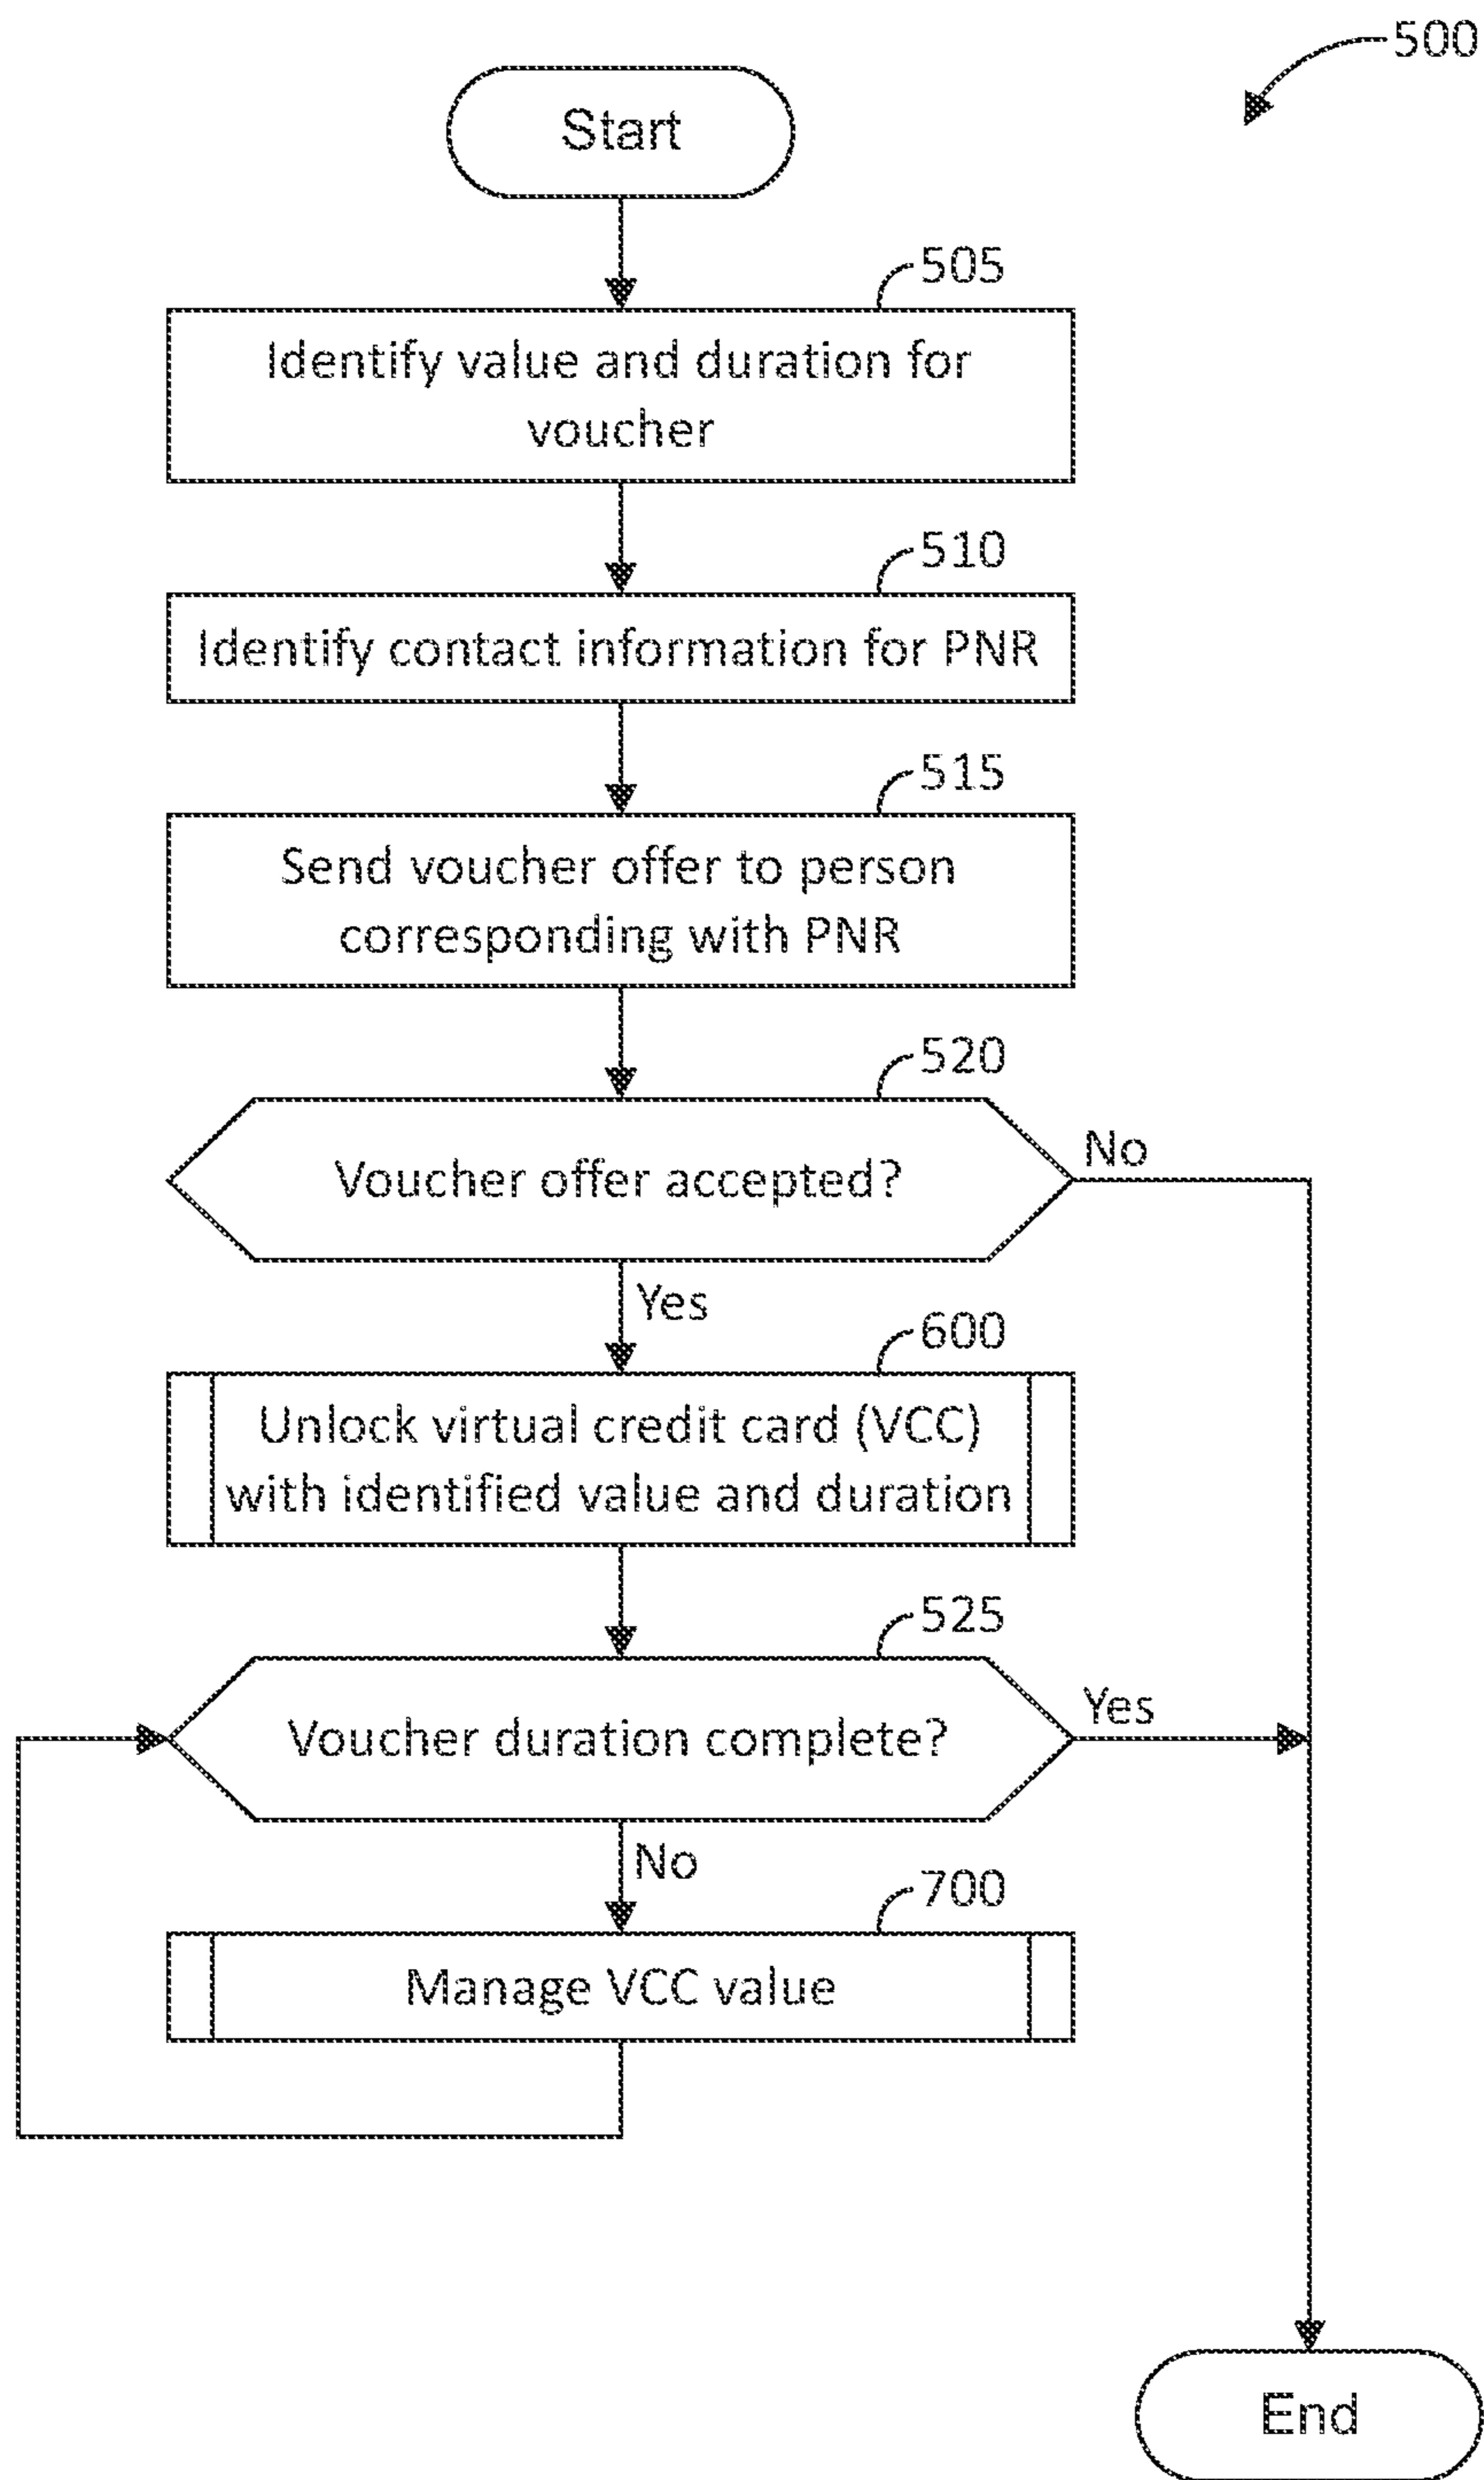 500
Start
505
Identify value and duration for
voucher
510
Identify contact information for PNR
515
Send voucher offer to person
corresponding with PNR
520
Voucher offer accepted?
No
Yes
600
Unlock virtual credit card (VCC)
with identified value and duration
525
Voucher duration complete?
Yes
No
700
Manage VCC value
End